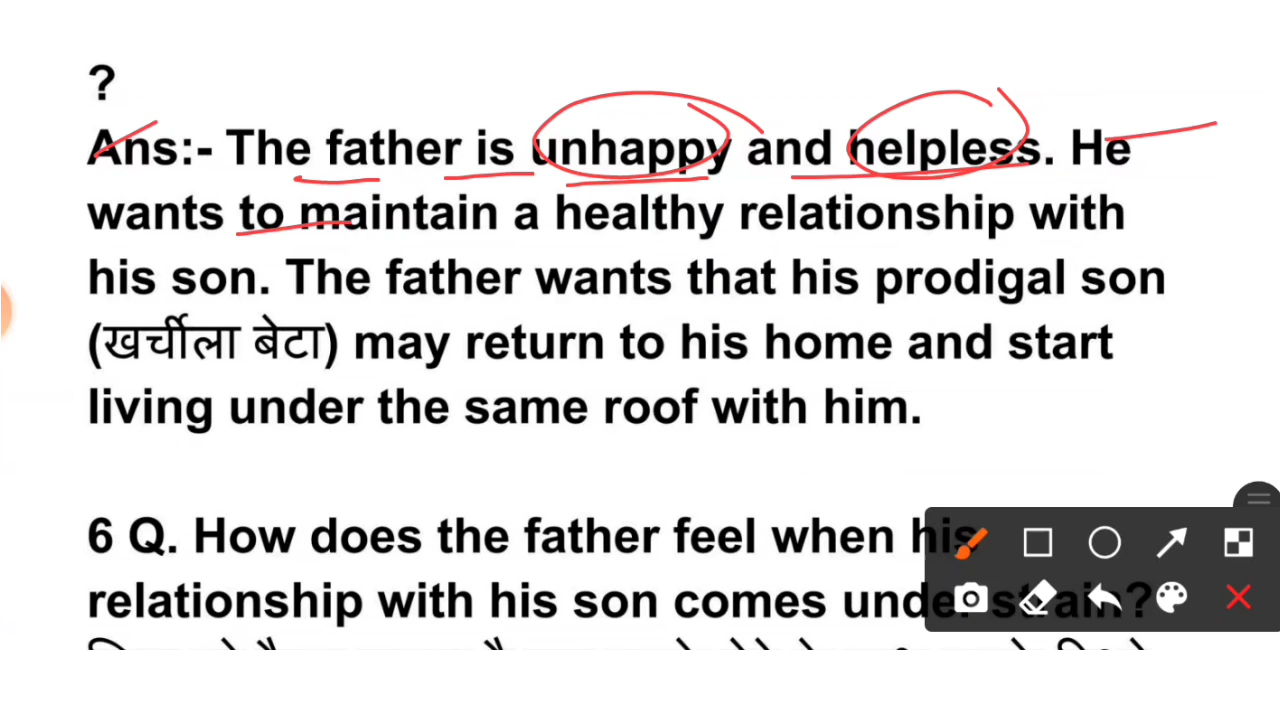 ?
Ans:- The father is unhappy and helpless. He
wants to maintain a healthy relationship with
his son. The father wants that his prodigal son
(खर्चीला बेटा) may return to his home and start
living under the same roof with him.
6 Q. How does the father feel when his
relationship with his son comes under strain?